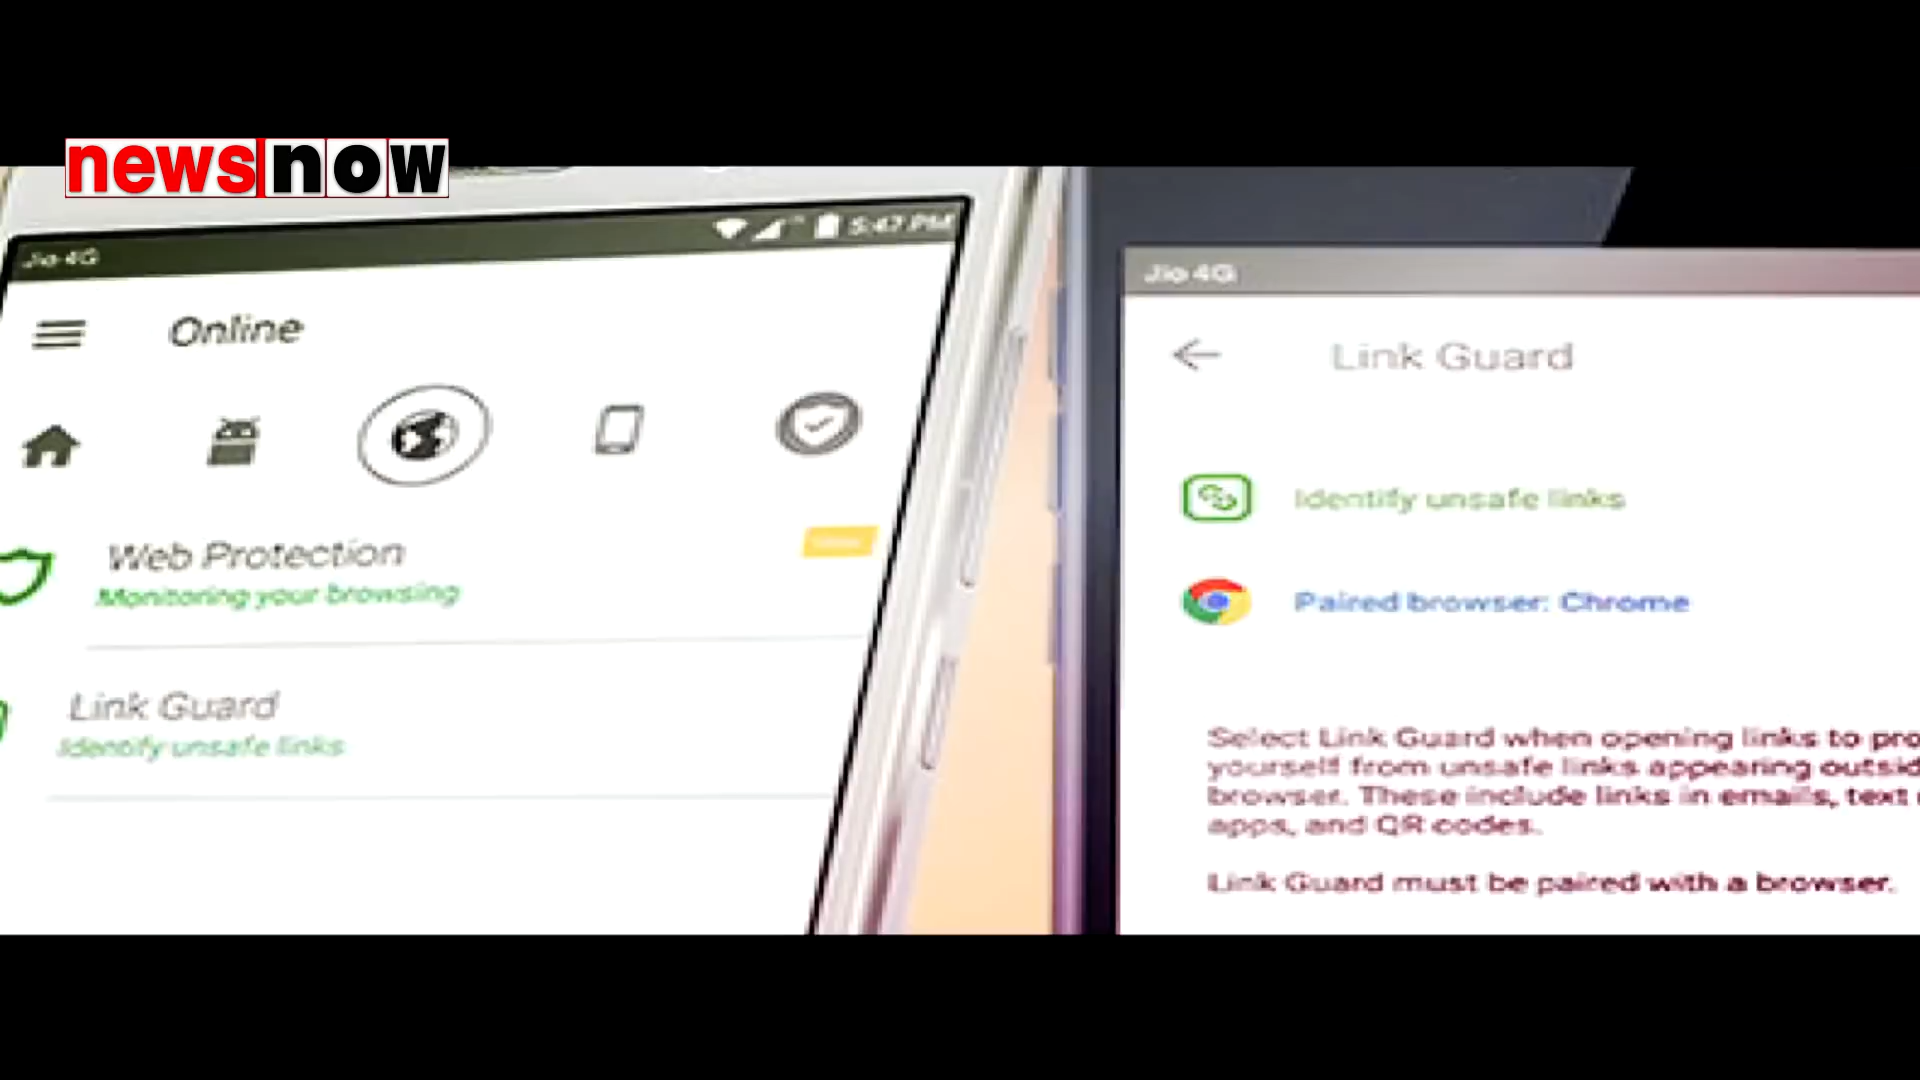 newsnow
Jio 4G
5:47 PM
Online
Web Protection
Monitoring your browsing
Link Guard
Identify unsafe links
Jio 4G
Link Guard
Identify unsafe links
Paired browser: Chrome
Select Link Guard when opening links to pro
yourself from unsafe links appearing outsid
browser. These include links in emails, text
apps, and QR codes.
Link Guard must be paired with a browser.